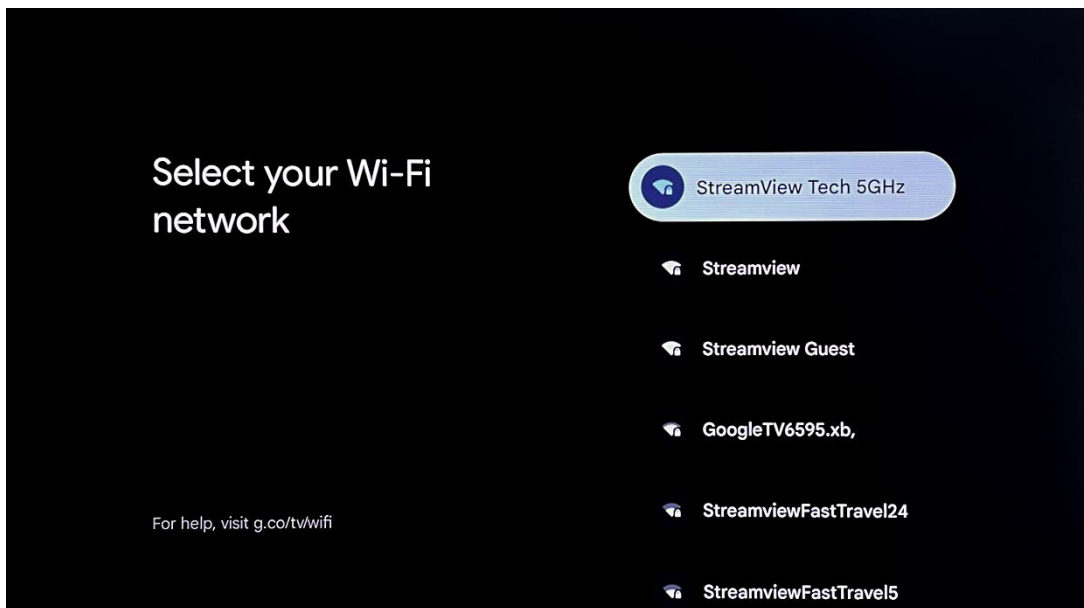 Select your Wi-Fi
network
StreamView Tech 5GHz
Streamview
Streamview Guest
GoogleTV6595.xb,
StreamviewFastTravel24
StreamviewFastTravel5
For help, visit g.co/tv/wifi